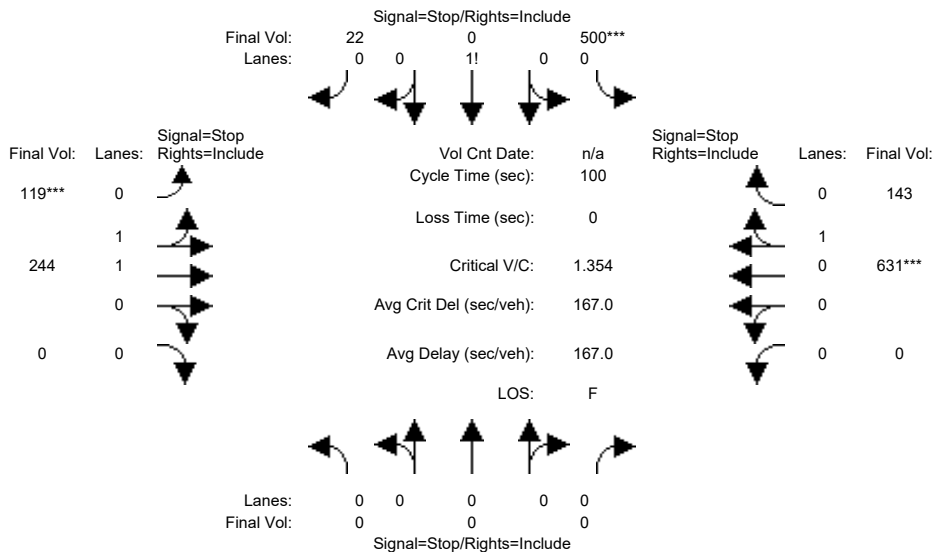 Signal=Stop/Rights=Include
Final Vol: 22 0 500***
Lanes: 0 0 1! 0 0
Signal=Stop Signal=Stop
Final Vol: Lanes: Rights=Include Vol Cnt Date: n/a Rights=Include Lanes: Final Vol:
Cycle Time (sec): 100
119*** 0 0 143
Loss Time (sec): 0
1 1
244 1 Critical V/C: 1.354 0 631***
0 Avg Crit Del (sec/veh): 167.0 0
0 0 Avg Delay (sec/veh): 167.0 0 0
LOS: F
Lanes: 0 0 0 0 0
Final Vol: 0 0 0
Signal=Stop/Rights=Include